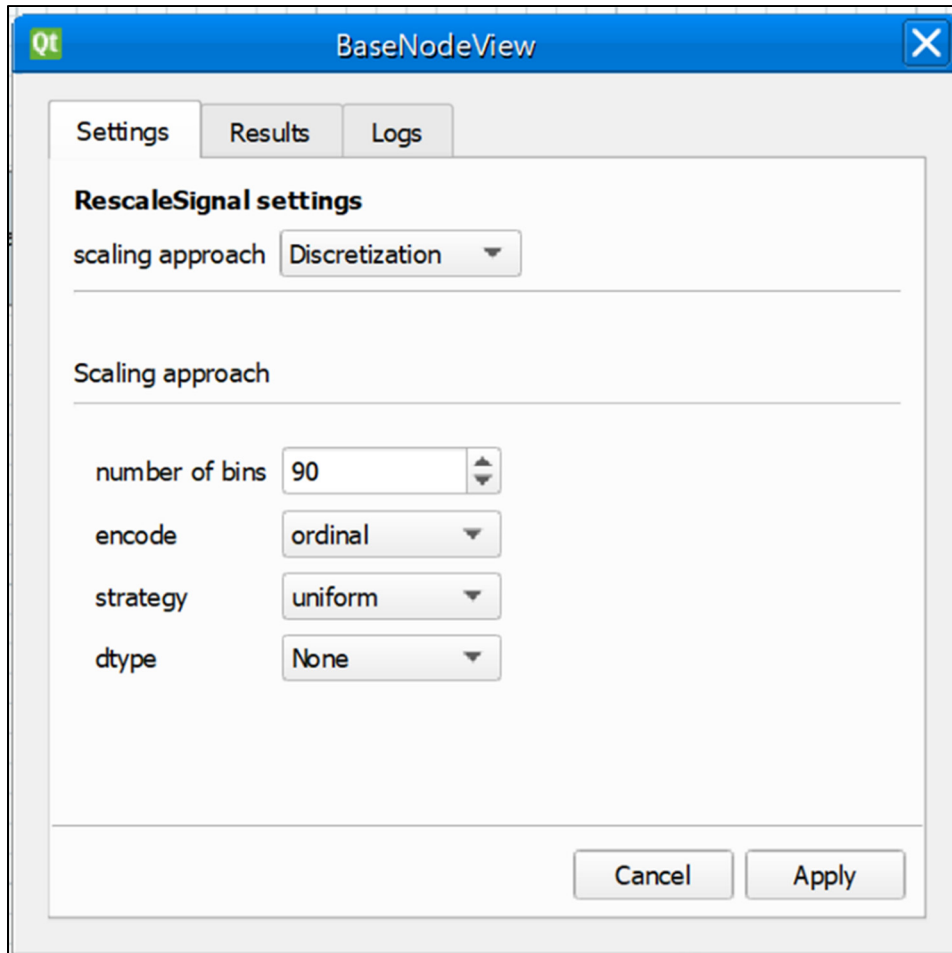 Qt BaseNodeView
Settings Results Logs
RescaleSignal settings
scaling approach Discretization
Scaling approach
number of bins 90
encode ordinal
strategy uniform
dtype None
Cancel Apply